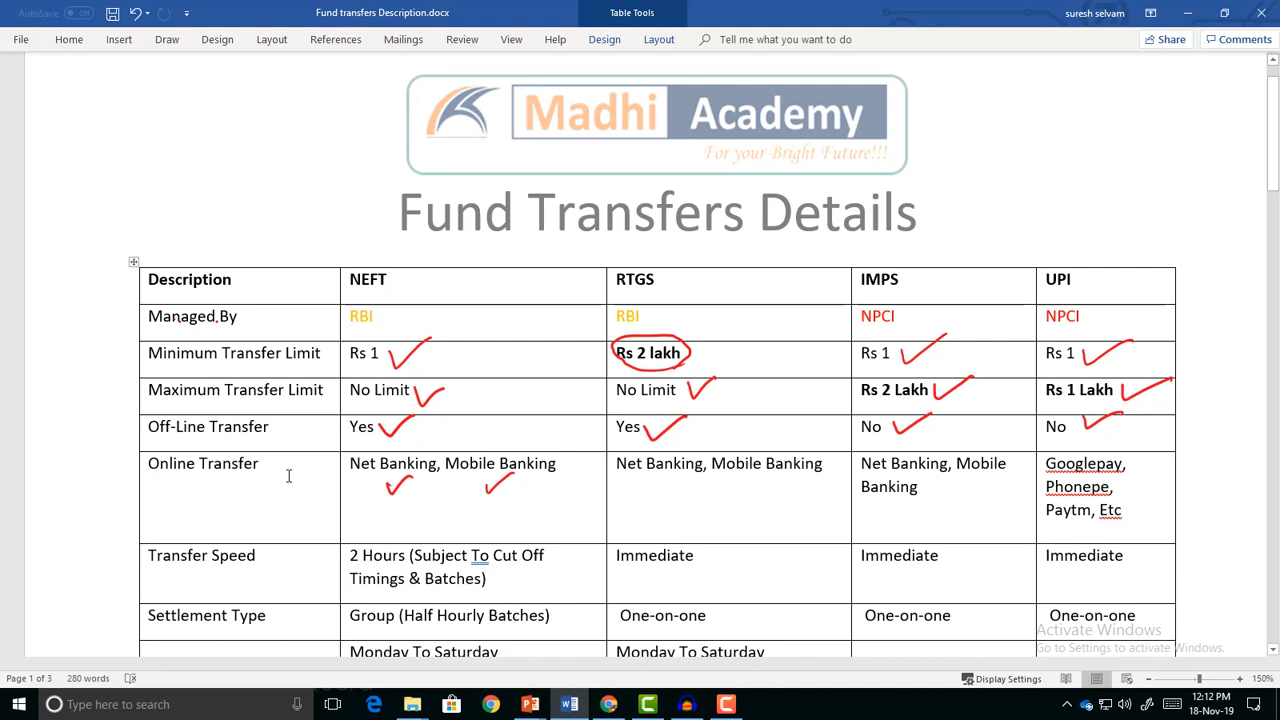 AutoSave Off
Fund transfers Description.docx
Table Tools
suresh selvam
File Home Insert Draw Design Layout References Mailings Review View Help Design Layout Tell me what you want to do Share Comments
Madhi Academy
For your Bright Future!!!
Fund Transfers Details
Description NEFT RTGS IMPS UPI
Managed By RBI RBI NPCI NPCI
Minimum Transfer Limit Rs 1 Rs 2 lakh Rs 1 Rs 1
Maximum Transfer Limit No Limit No Limit Rs 2 Lakh Rs 1 Lakh
Off-Line Transfer Yes Yes No No
Online Transfer Net Banking, Mobile Banking Net Banking, Mobile Banking Net Banking, Mobile Googlepay,
Banking Phonepe,
Paytm, Etc
Transfer Speed 2 Hours (Subject To Cut Off Immediate Immediate Immediate
Timings & Batches)
Settlement Type Group (Half Hourly Batches) One-on-one One-on-one One-on-one
Monday To Saturday Monday To Saturday
Activate Windows
Go to Settings to activate Windows.
Page 1 of 3 280 words Display Settings 150%
Type here to search 12:12 PM
18-Nov-19